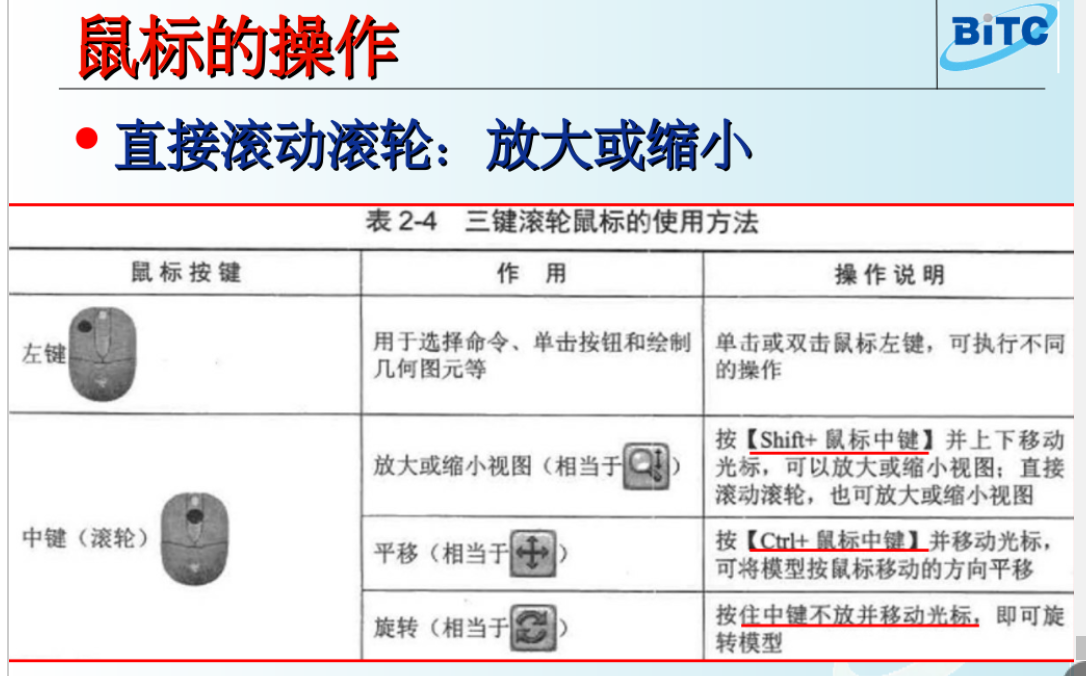 鼠标的操作
BiTC
直接滚动滚轮：放大或缩小
表 2-4 三键滚轮鼠标的使用方法
鼠标按键
作 用
操作说明
左键
用于选择命令、单击按钮和绘制
几何图元等
单击或双击鼠标左键，可执行不同
的操作
中键（滚轮）
放大或缩小视图（相当于）
按【Shift+ 鼠标中键】并上下移动
光标，可以放大或缩小视图；直接
滚动滚轮，也可放大或缩小视图
平移（相当于）
按【Ctrl+ 鼠标中键】并移动光标，
可将模型按鼠标移动的方向平移
旋转（相当于）
按住中键不放并移动光标，即可旋
转模型